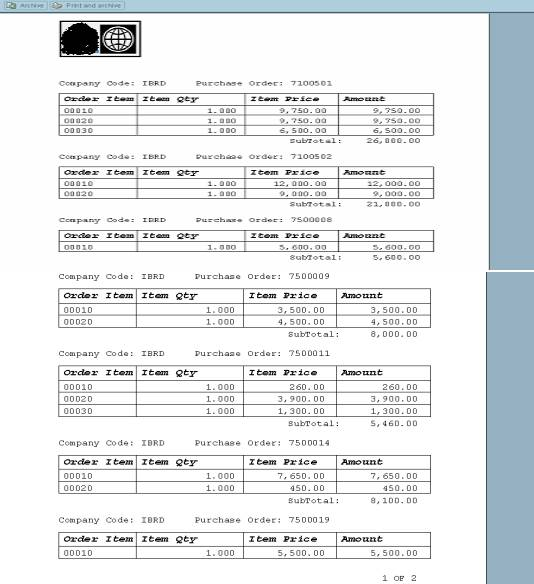 Archive Print and archive
Company Code: IBRD Purchase Order: 7100501
Order Item Item Qty Item Price Amount
00010 1.000 9,750.00 9,750.00
00020 1.000 9,750.00 9,750.00
00030 1.000 6,500.00 6,500.00
SubTotal: 26,000.00
Company Code: IBRD Purchase Order: 7100502
Order Item Item Qty Item Price Amount
00010 1.000 12,000.00 12,000.00
00020 1.000 9,000.00 9,000.00
SubTotal: 21,000.00
Company Code: IBRD Purchase Order: 7500008
Order Item Item Qty Item Price Amount
00010 1.000 5,600.00 5,600.00
SubTotal: 5,600.00
Company Code: IBRD Purchase Order: 7500009
Order Item Item Qty Item Price Amount
00010 1.000 3,500.00 3,500.00
00020 1.000 4,500.00 4,500.00
SubTotal: 8,000.00
Company Code: IBRD Purchase Order: 7500011
Order Item Item Qty Item Price Amount
00010 1.000 260.00 260.00
00020 1.000 3,900.00 3,900.00
00030 1.000 1,300.00 1,300.00
SubTotal: 5,460.00
Company Code: IBRD Purchase Order: 7500014
Order Item Item Qty Item Price Amount
00010 1.000 7,650.00 7,650.00
00020 1.000 450.00 450.00
SubTotal: 8,100.00
Company Code: IBRD Purchase Order: 7500019
Order Item Item Qty Item Price Amount
00010 1.000 5,500.00 5,500.00
1 OF 2